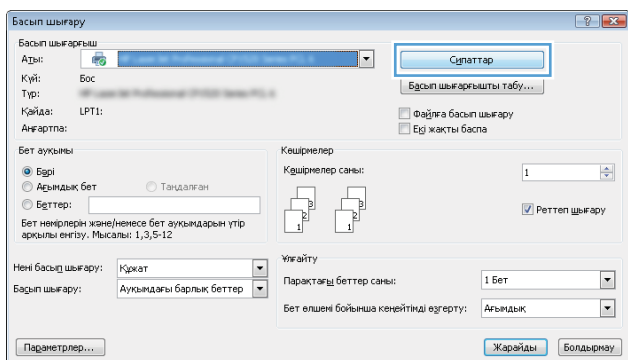 Басып шығару
Басып шығарғыш
Аты:
Сипаттар
Күй: Бос
Басып шығарғышты табу...
Түр:
Қайда: LPT1:
Файлға басып шығару
Аңғартпа:
Екі жақты баспа
Бет ауқымы
Бәрі
Ағымдық бет
Таңдалған
Беттер:
Бет немірлерін және/немесе бет ауқымдарын үтір
арқылы енгізу. Мысалы: 1,3,5-12
Көшірмелер
Көшірмелер саны: 1
Реттеп шығару
Нені басып шығару: Құжат
Басып шығару: Ауқымдағы барлық беттер
Ұлғайту
Парақтағы беттер саны: 1 Бет
Бет өлшемі бойынша кеңейтімді өзгерту: Ағымдық
Параметрлер...
Жарайды
Болдырмау